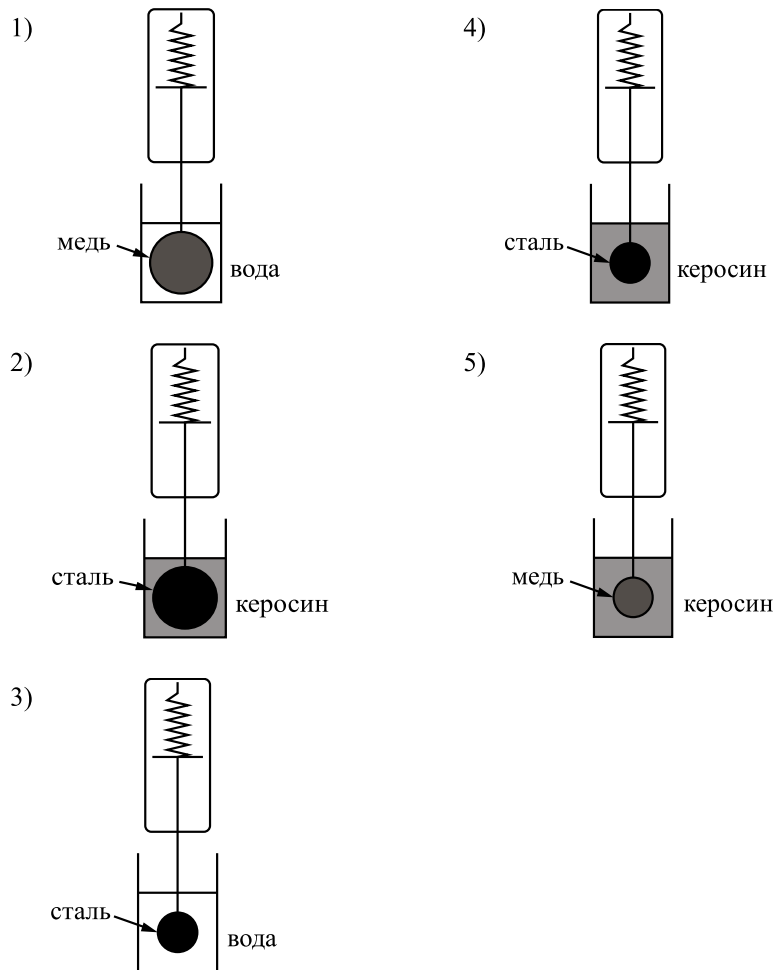 1)
медь
вода
2)
сталь
керосин
3)
сталь
вода
4)
сталь
керосин
5)
медь
керосин